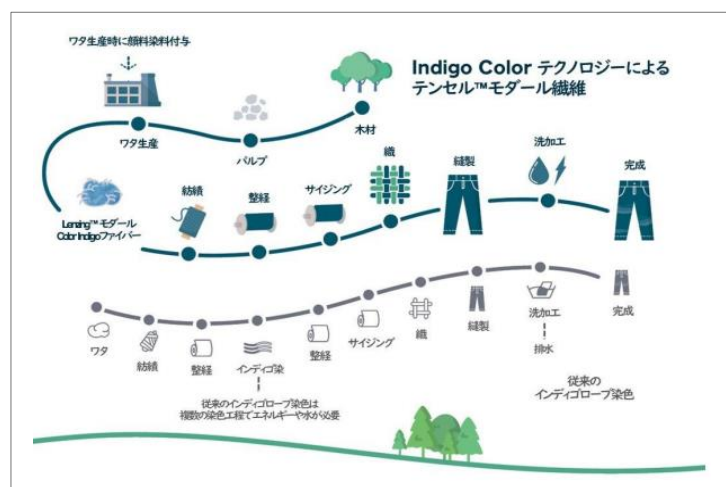 ワタ生産時に顔料染料付与
Indigo Color テクノロジーによる
テンセル™モダール繊維
ワタ生産
パルプ
木材
Lenzing™ モダール
Color Indigoファイバー
紡績
整経
サイジング
織
縫製
洗加工
完成
ワタ
紡績
整経
インディゴ染
整経
サイジング
織
縫製
洗加工
排水
完成
従来のインディゴロープ染色は
複数の染色工程でエネルギーや水が必要
従来の
インディゴロープ染色